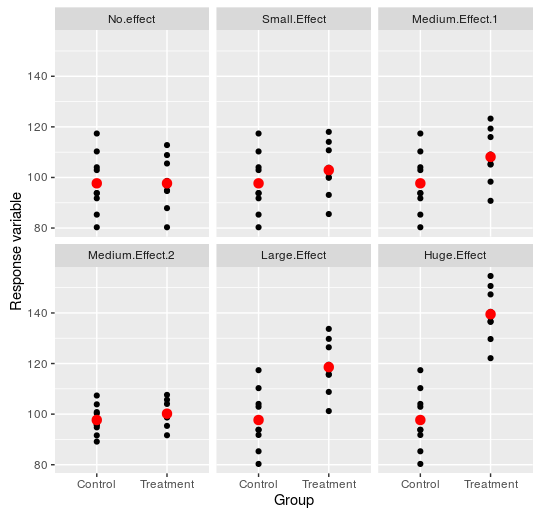 No.effect Small.Effect Medium.Effect.1
140
120
100
80
Medium.Effect.2 Large.Effect Huge.Effect
140
120
100
80
Control Treatment Control Treatment Control Treatment
Group
Response variable